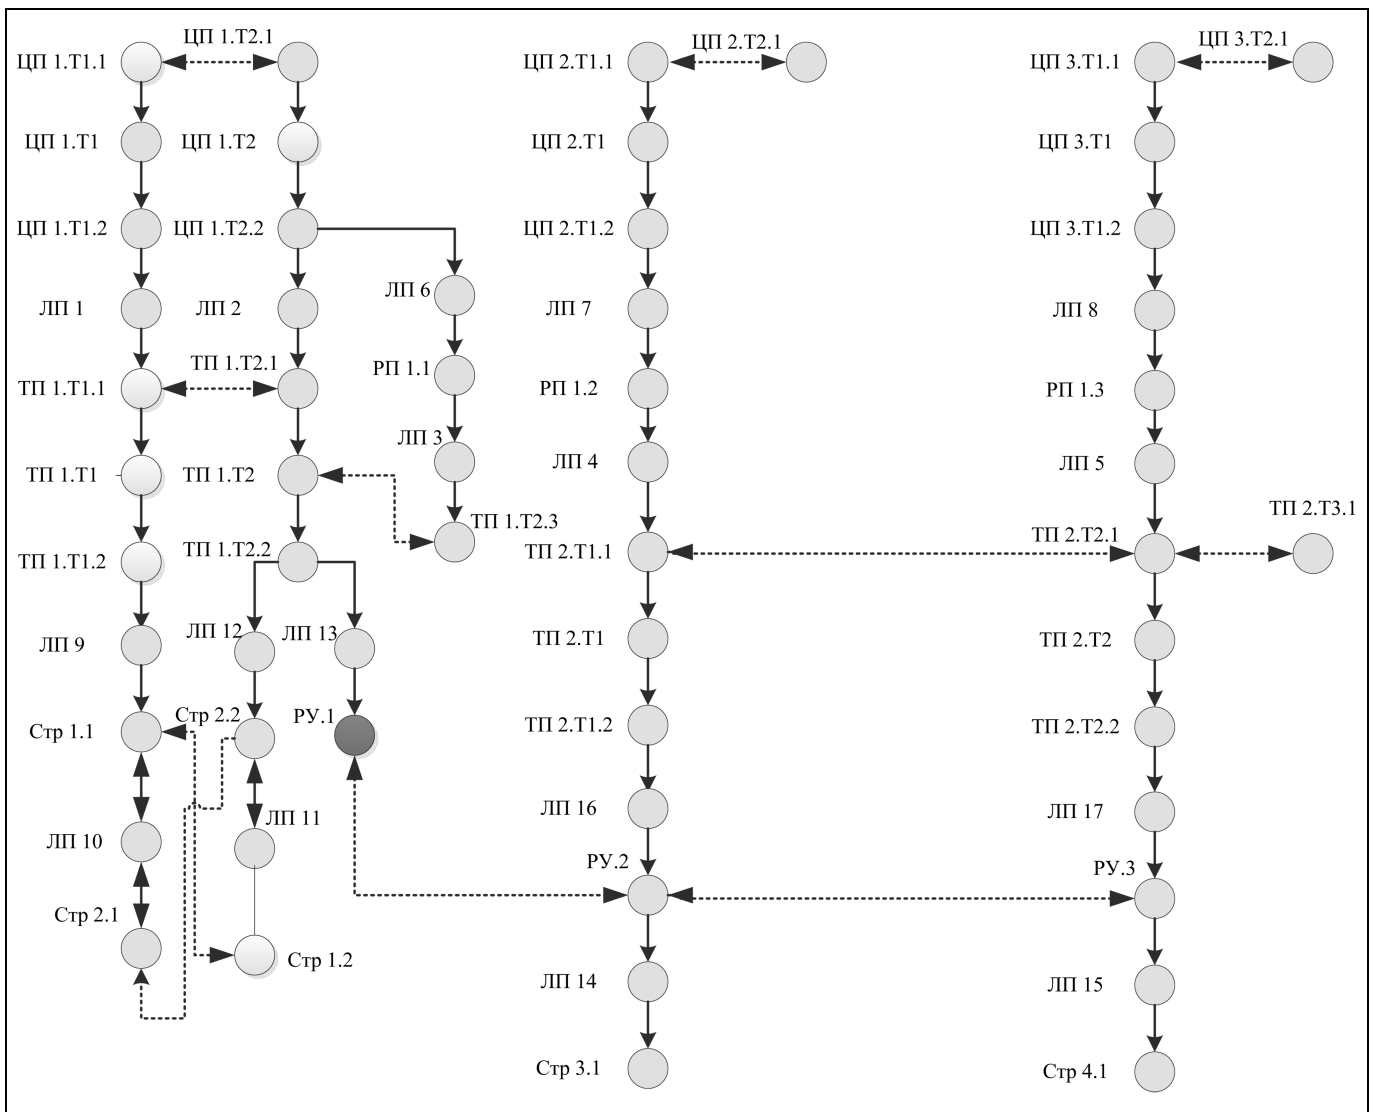 ЦП 1.Т1.1
ЦП 1.Т2.1
ЦП 2.Т1.1
ЦП 2.Т2.1
ЦП 3.Т1.1
ЦП 3.Т2.1
ЦП 1.Т1
ЦП 1.Т2
ЦП 2.Т1
ЦП 3.Т1
ЦП 1.Т1.2
ЦП 1.Т2.2
ЦП 2.Т1.2
ЦП 3.Т1.2
ЛП 1
ЛП 2
ЛП 6
ЛП 7
ЛП 8
ТП 1.Т1.1
ТП 1.Т2.1
РП 1.1
РП 1.2
РП 1.3
ЛП 3
ЛП 4
ЛП 5
ТП 1.Т1
ТП 1.Т2
ТП 1.Т2.3
ТП 2.Т1.1
ТП 2.Т2.1
ТП 2.Т3.1
ТП 1.Т1.2
ТП 1.Т2.2
ЛП 9
ЛП 12
ЛП 13
ТП 2.Т1
ТП 2.Т2
Стр 1.1
Стр 2.2
РУ.1
ТП 2.Т1.2
ТП 2.Т2.2
ЛП 10
ЛП 11
ЛП 16
ЛП 17
РУ.2
РУ.3
Стр 2.1
Стр 1.2
ЛП 14
ЛП 15
Стр 3.1
Стр 4.1